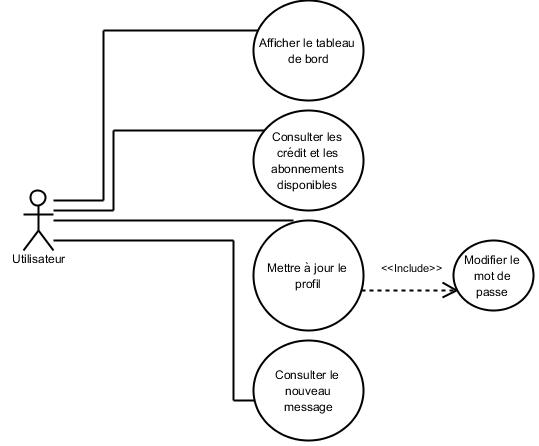 Afficher le tableau
de bord
Consulter les
crédit et les
abonnements
disponibles
Utilisateur
Mettre à jour le
profil
<<Include>>
Modifier le
mot de
passe
Consulter le
nouveau
message